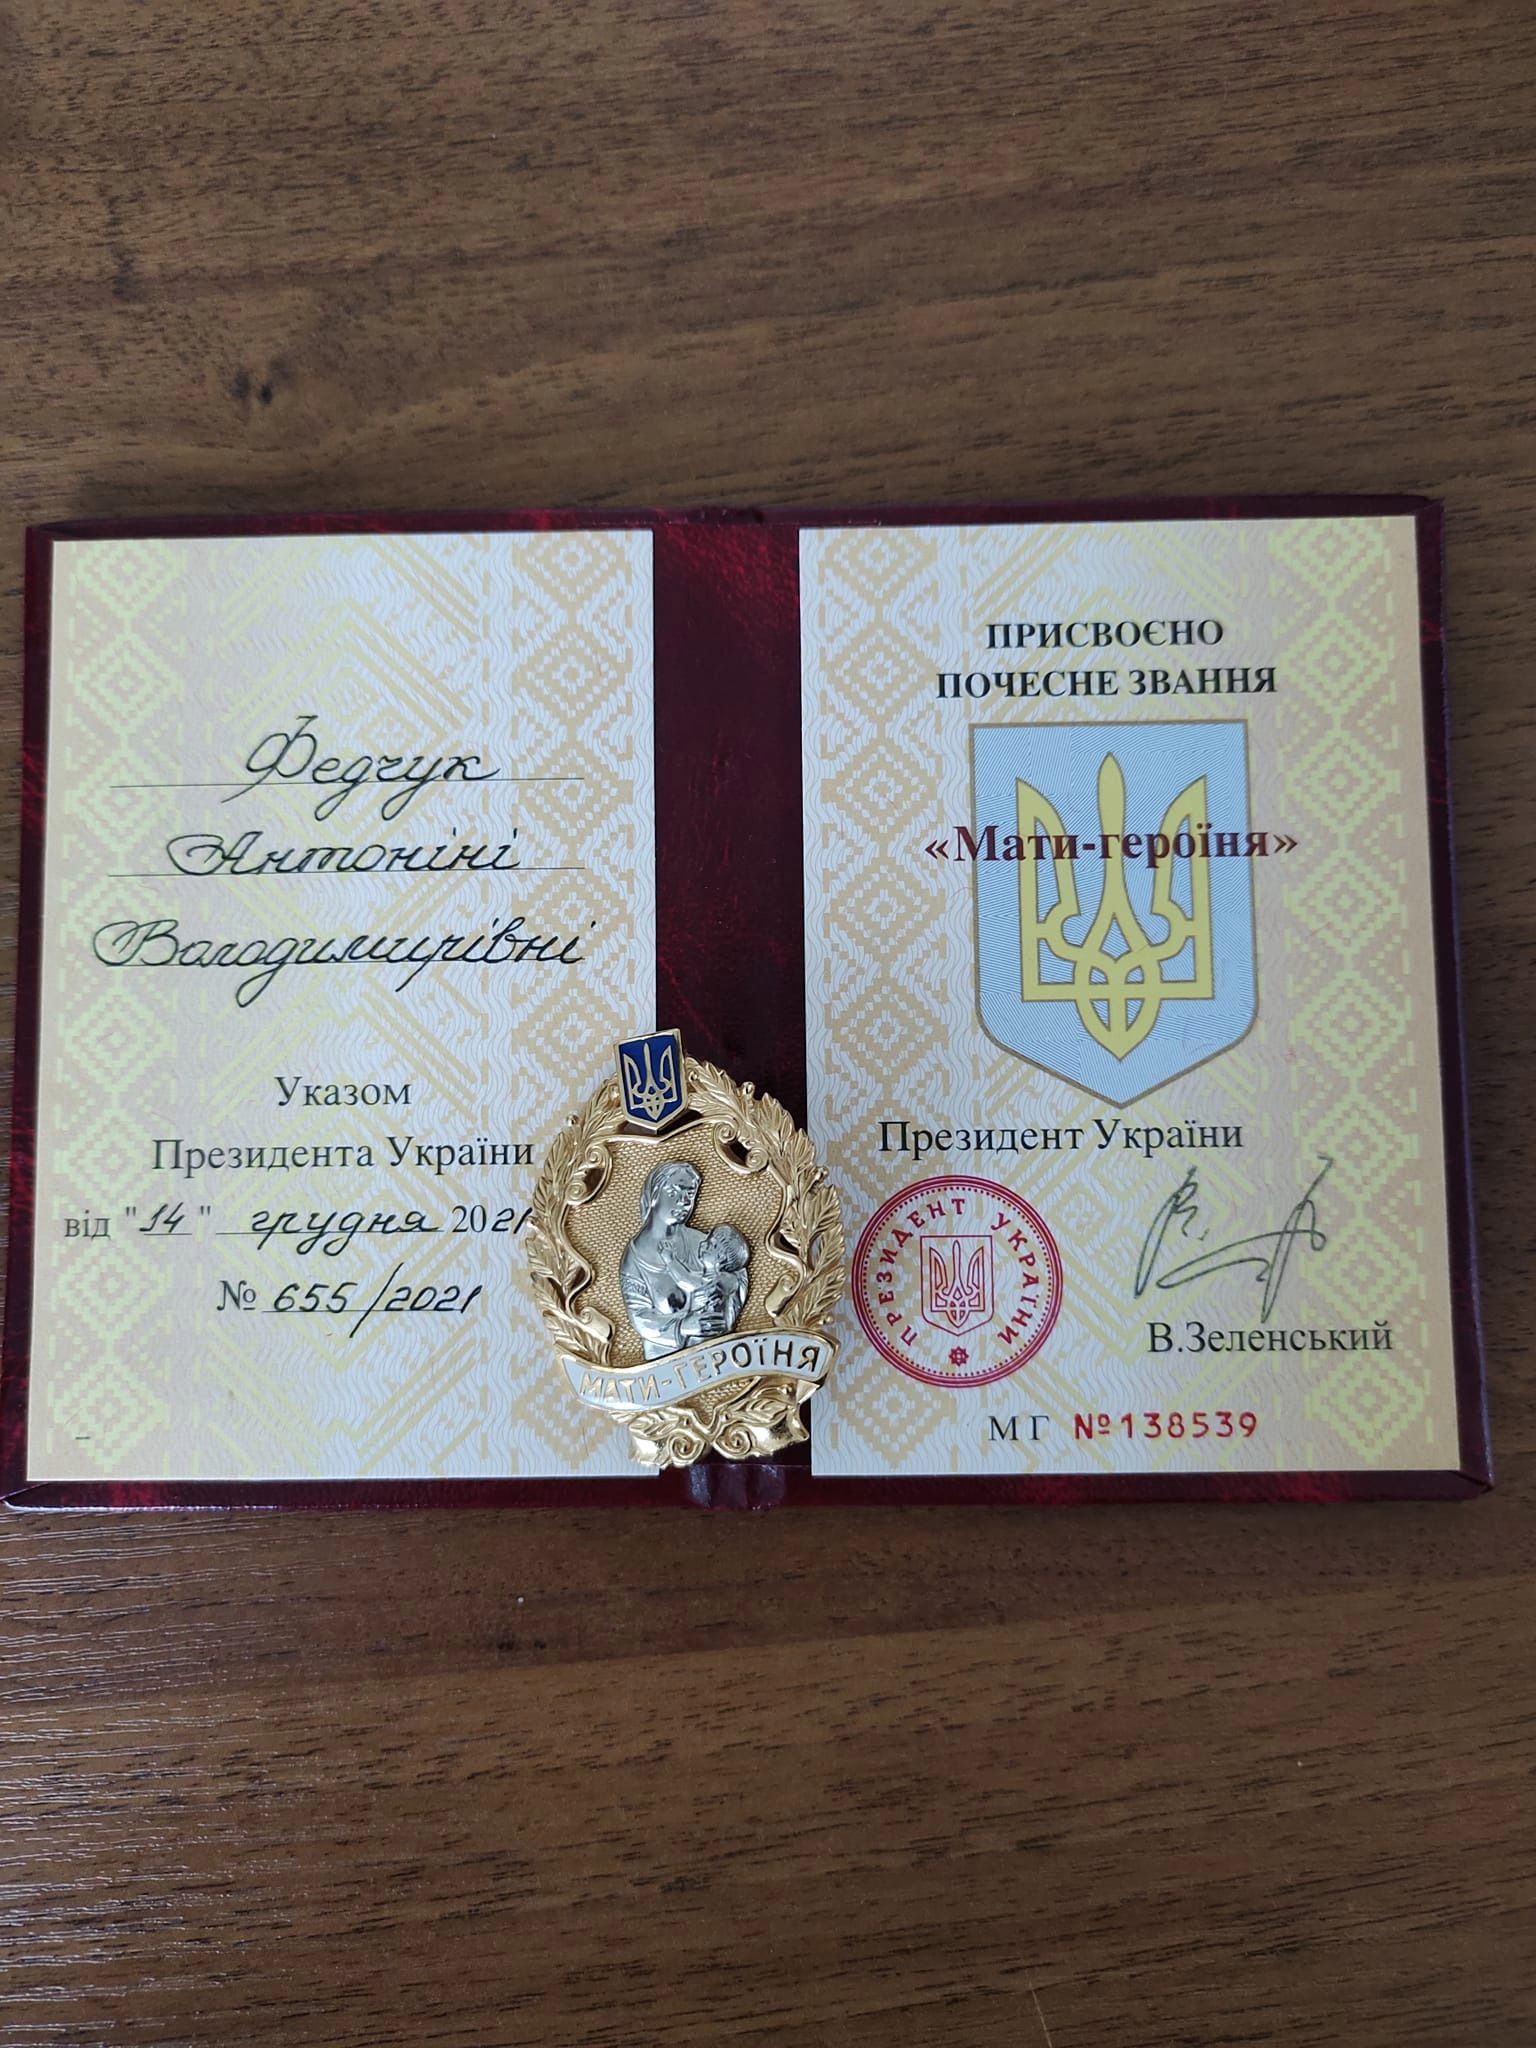 Федчук
Антоніні
Володимирівні
Указом
Президента України
від "14" грудня 2021
№ 655/2021
ПРИСВОЄНО
ПОЧЕСНЕ ЗВАННЯ
«Мати-героїня»
Президент України
ПРЕЗИДЕНТ УКРАЇНИ
В.Зеленський
МГ №138539
МАТИ-ГЕРОЇНЯ